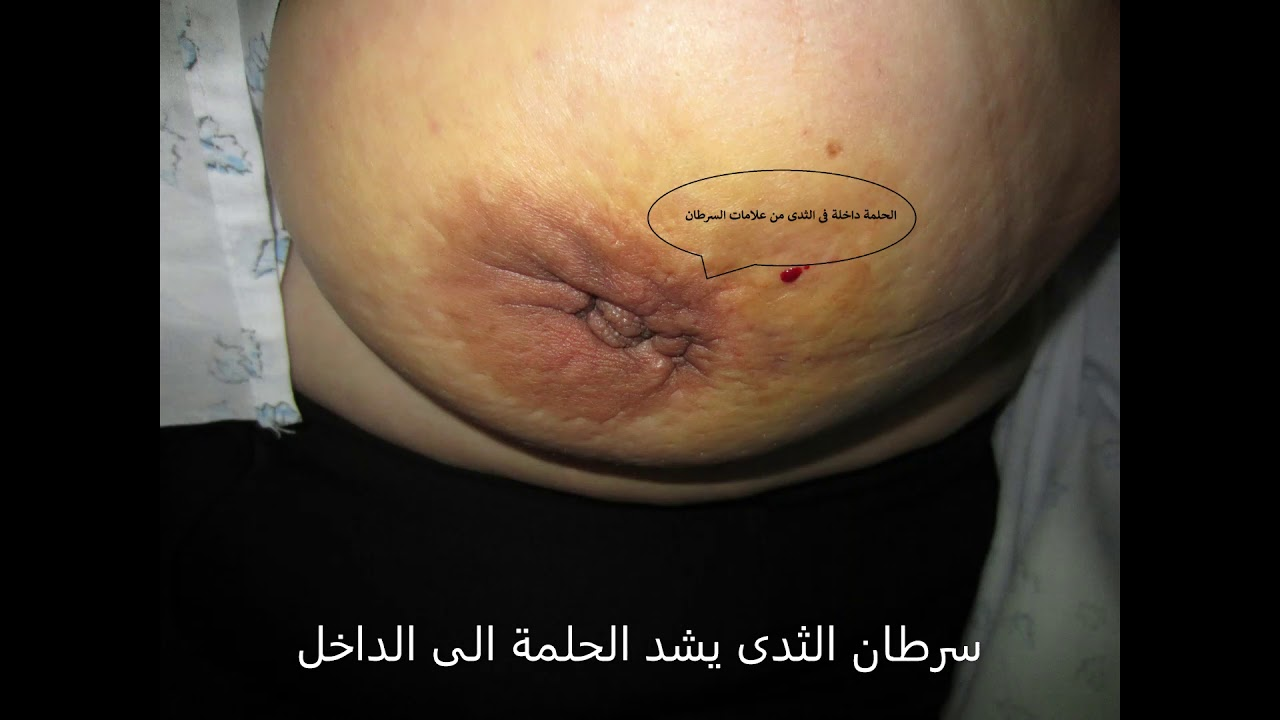 الحلمة داخلة فى الثدى من علامات السرطان
سرطان الثدى يشد الحلمة الى الداخل